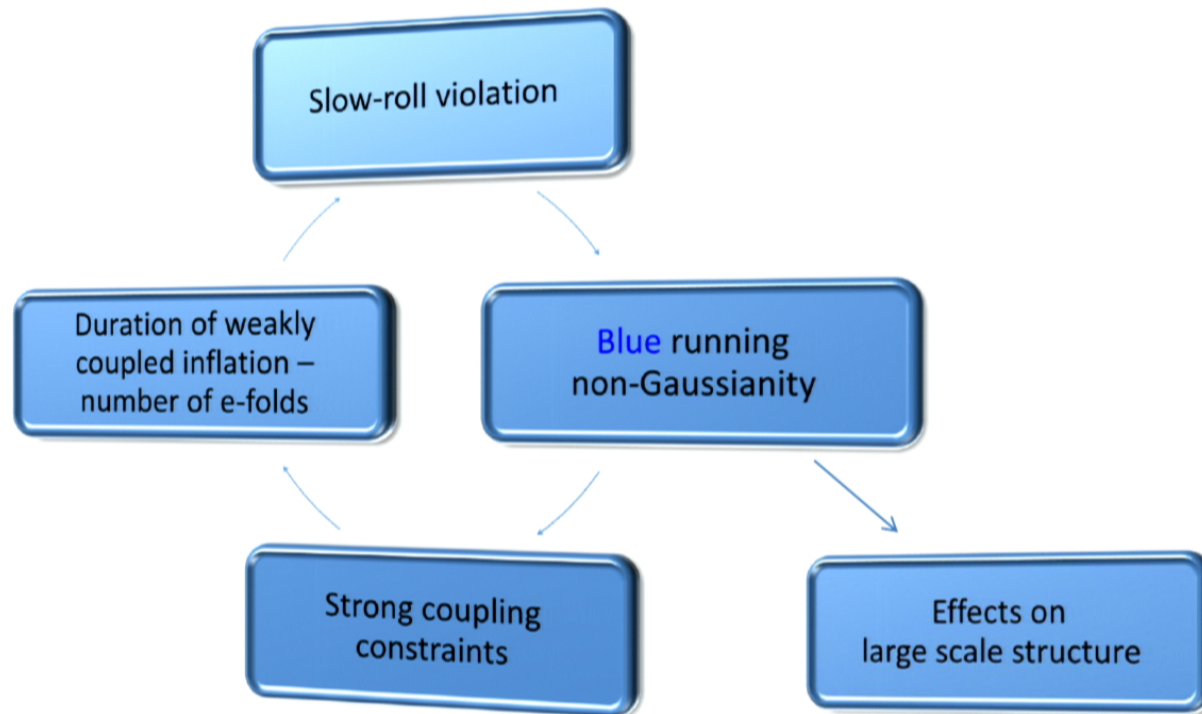 Slow-roll violation
Duration of weakly
coupled inflation –
number of e-folds
Blue running
non-Gaussianity
Strong coupling
constraints
Effects on
large scale structure